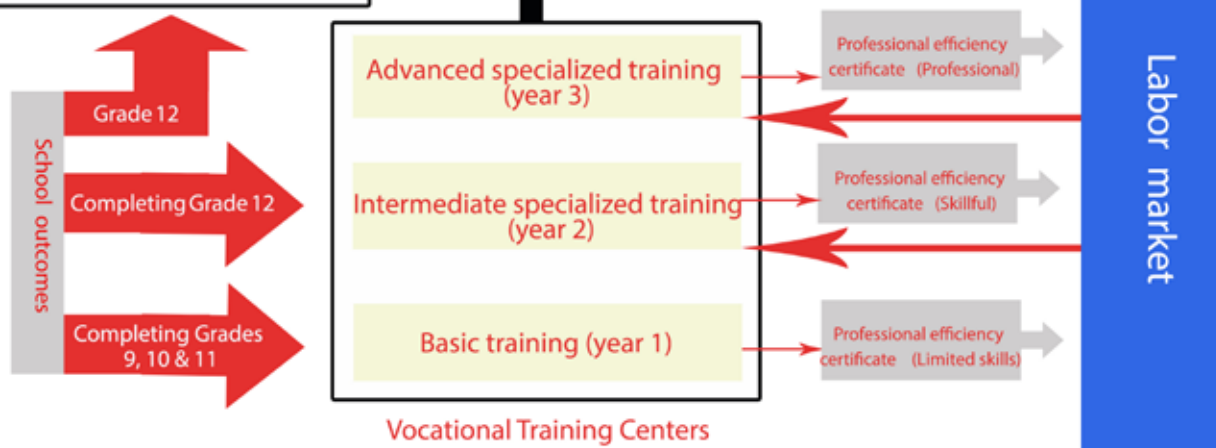 School outcomes
Grade 12
Completing Grade 12
Completing Grades
9, 10 & 11
Advanced specialized training
(year 3)
Intermediate specialized training
(year 2)
Basic training (year 1)
Vocational Training Centers
Professional efficiency
certificate (Professional)
Professional efficiency
certificate (Skillful)
Professional efficiency
certificate (Limited skills)
Labor market